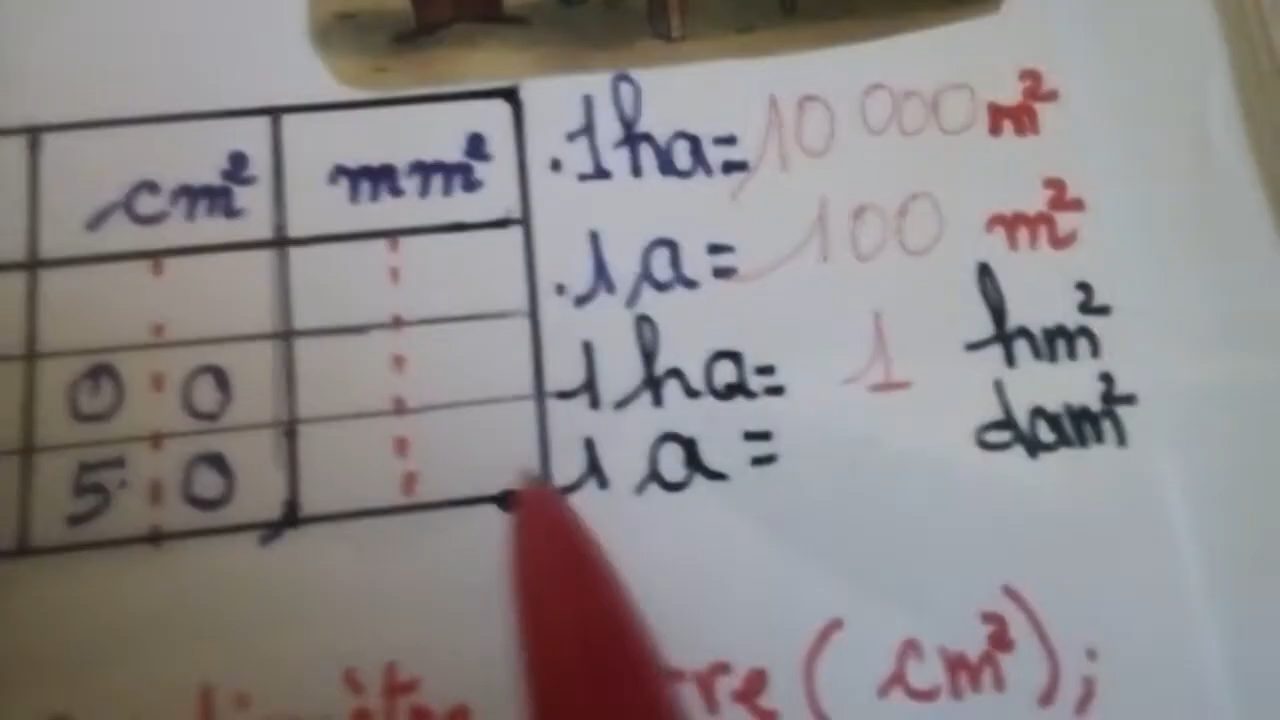 cm² mm²
.1ha= 10 000 m²
.1a= 100 m²
0 0
1ha= 1 hm²
5 0
1a= dam²
(cm²);